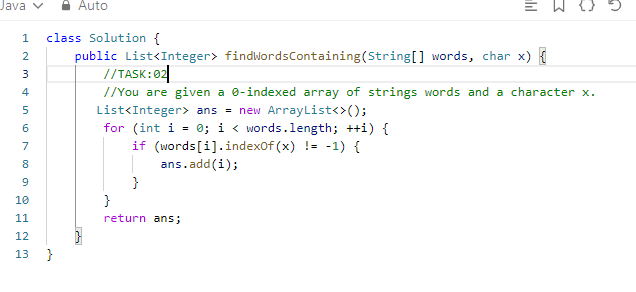 Java Auto
1 class Solution {
2 public List<Integer> findWordsContaining(String[] words, char x) {
3 //TASK:02
4 //You are given a 0-indexed array of strings words and a character x.
5 List<Integer> ans = new ArrayList<>();
6 for (int i = 0; i < words.length; ++i) {
7 if (words[i].indexOf(x) != -1) {
8 ans.add(i);
9 }
10 }
11 return ans;
12 }
13 }